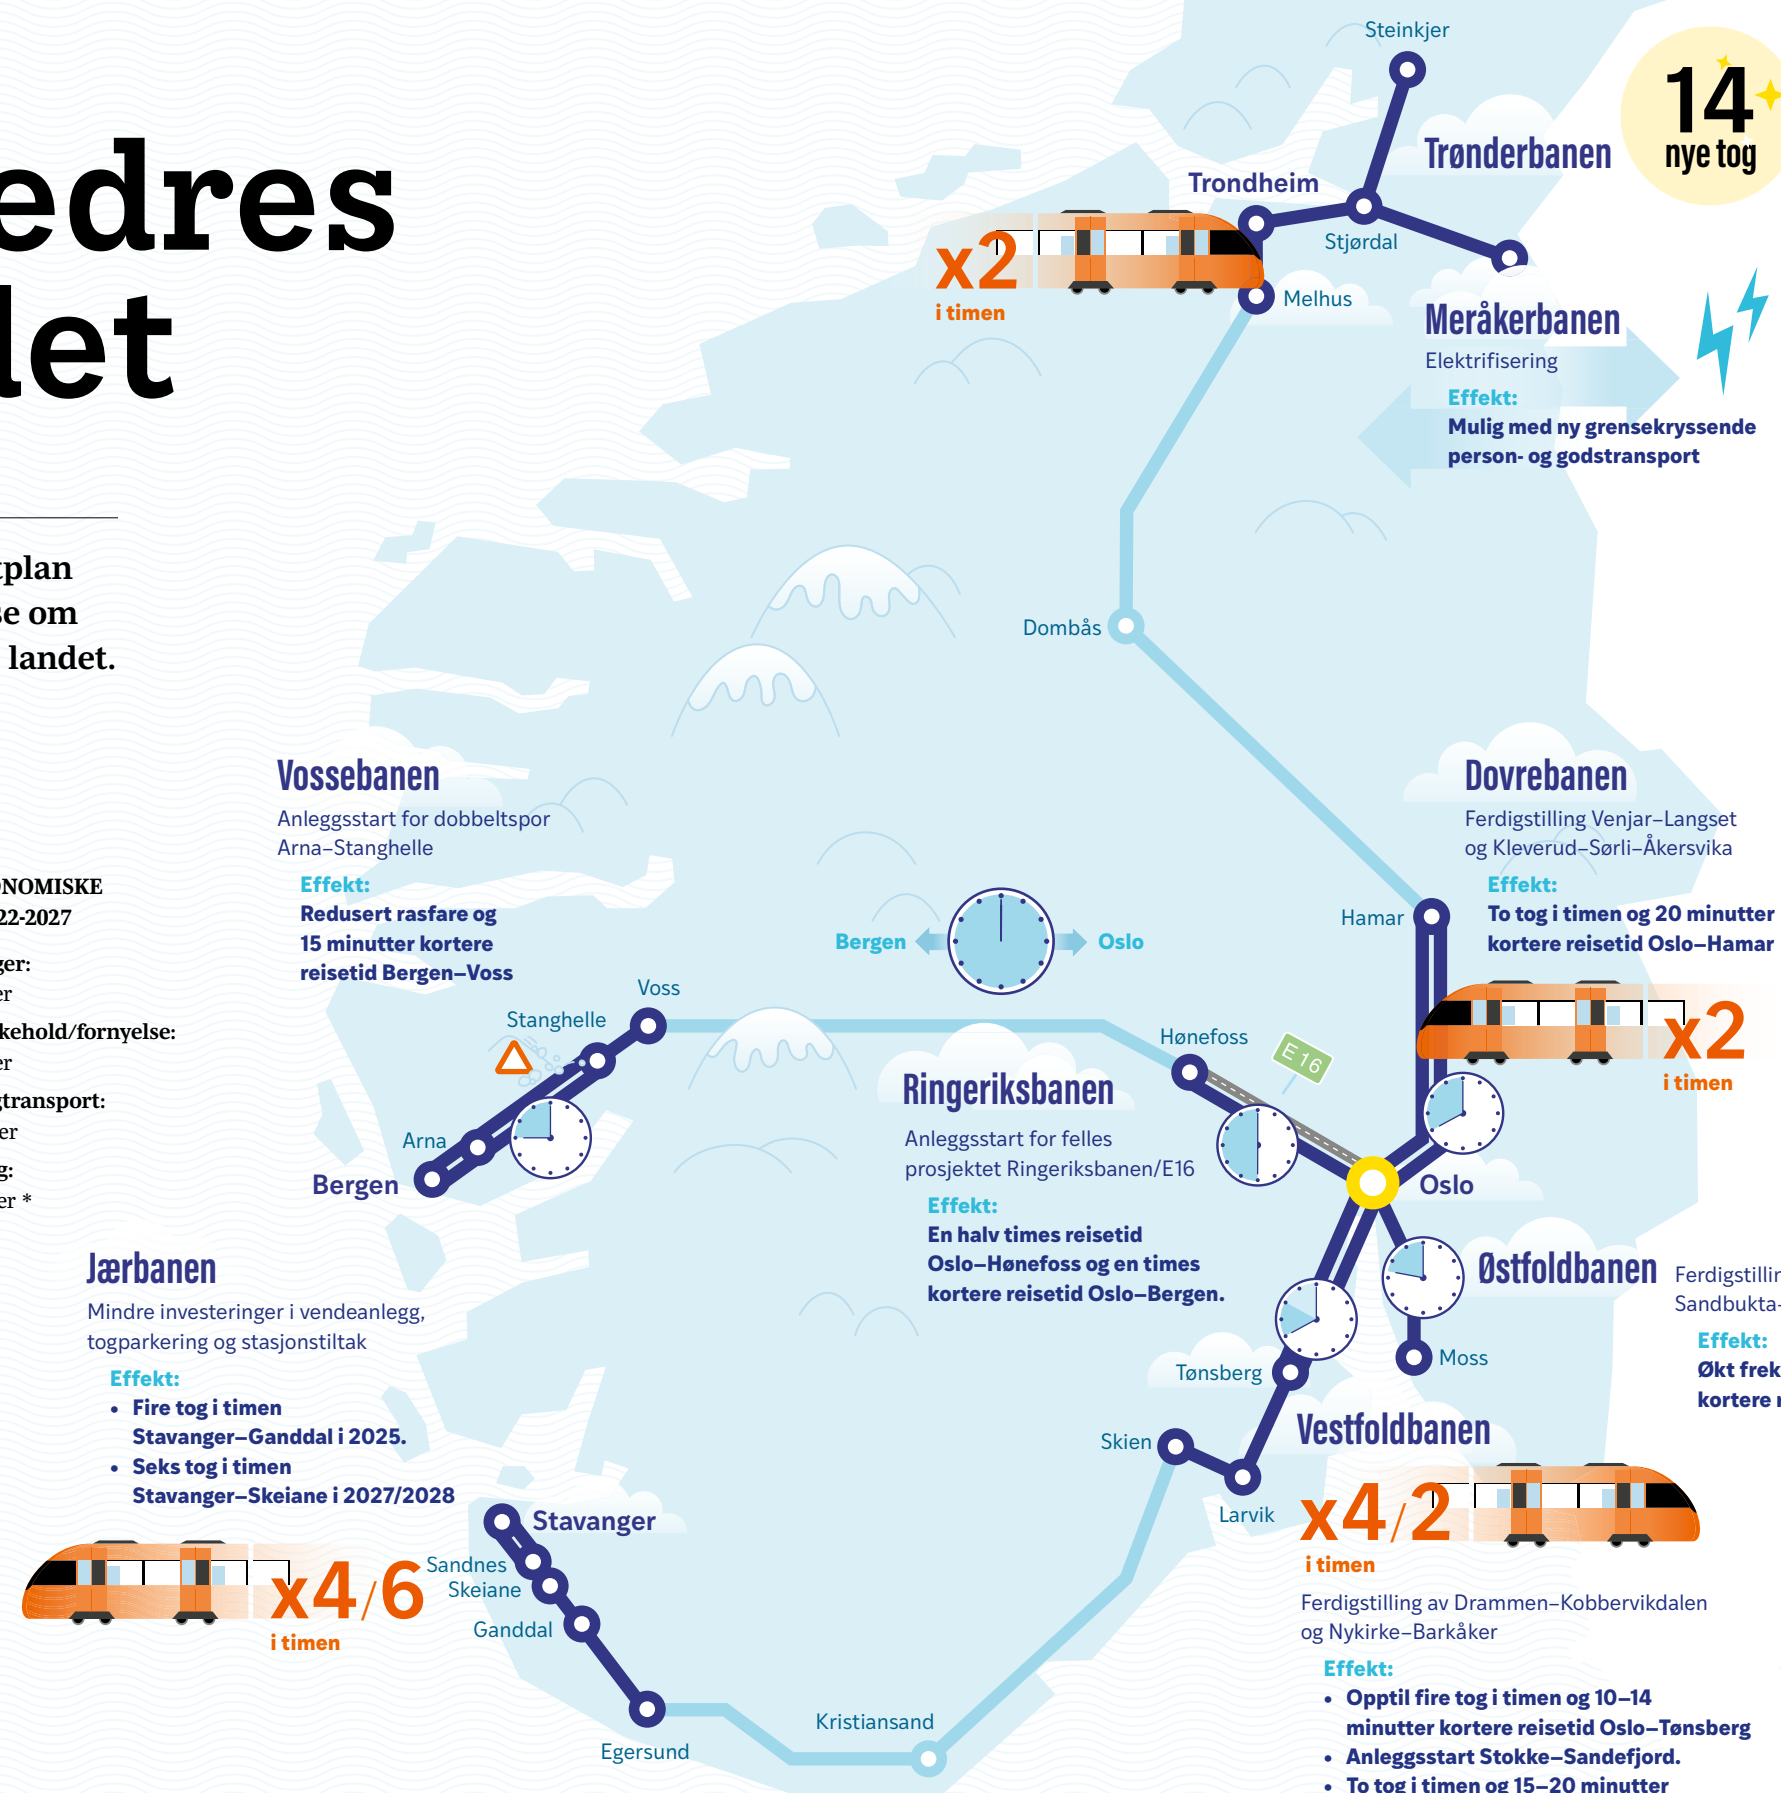 edres
let
Steinkjer
14
nye tog
Trønderbanen
Trondheim
Stjørdal
x2
i timen
Melhus
Meråkerbanen
Elektrifisering
Effekt:
Mulig med ny grensekryssende
person- og godstransport
tplan
se om
landet.
Dombås
Vossebanen
Anleggsstart for dobbeltspor
Arna–Stanghelle
Effekt:
Redusert rasfare og
15 minutter kortere
reisetid Bergen–Voss
Dovrebanen
Ferdigstilling Venjar–Langset
og Kleverud–Sørli–Åkersvika
Effekt:
To tog i timen og 20 minutter
kortere reisetid Oslo–Hamar
ONOMISKE
22-2027
ger:
er
kehold/fornyelse:
er
gtransport:
er
g:
er *
Hamar
Bergen
Oslo
Voss
Stanghelle
Arna
Bergen
x2
i timen
Hønefoss
E16
Ringeriksbanen
Anleggsstart for felles
prosjektet Ringeriksbanen/E16
Effekt:
En halv times reisetid
Oslo–Hønefoss og en times
kortere reisetid Oslo–Bergen.
Oslo
Jærbanen
Mindre investeringer i vendeanlegg,
togparkering og stasjonstiltak
Effekt:
• Fire tog i timen
Stavanger–Ganddal i 2025.
• Seks tog i timen
Stavanger–Skeiane i 2027/2028
Østfoldbanen
Ferdigstillin
Sandbukta-
Effekt:
Økt frek
kortere r
Moss
Tønsberg
Skien
Larvik
Vestfoldbanen
x4/2
i timen
Ferdigstilling av Drammen–Kobbervikdalen
og Nykirke–Barkåker
Effekt:
• Opptil fire tog i timen og 10–14
minutter kortere reisetid Oslo–Tønsberg
• Anleggsstart Stokke–Sandefjord.
• To tog i timen og 15–20 minutter
Stavanger
Sandnes
Skeiane
Ganddal
x4/6
i timen
Egersund
Kristiansand